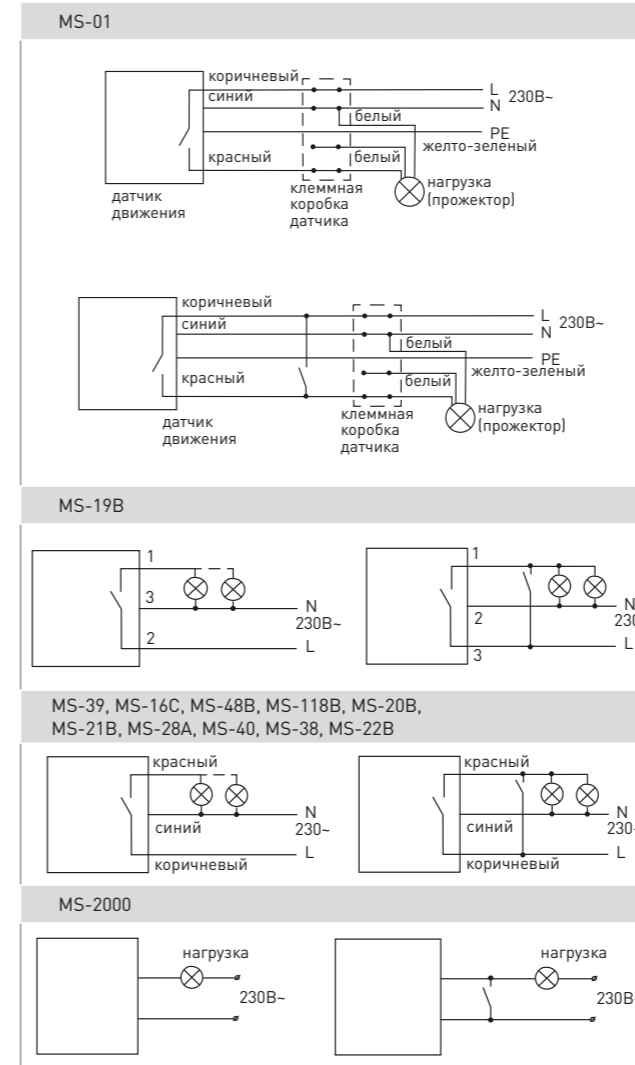 MS-01
коричневый
синий
L
N
230В~
белый
PE
желто-зеленый
красный
белый
датчик
движения
клеммная
коробка
датчика
нагрузка
(прожектор)
коричневый
синий
L
N
230В~
белый
PE
желто-зеленый
красный
белый
датчик
движения
клеммная
коробка
датчика
нагрузка
(прожектор)
MS-19B
1
3
2
N
230В~
L
1
2
3
N
230
L
MS-39, MS-16C, MS-48B, MS-118B, MS-20B,
MS-21B, MS-28A, MS-40, MS-38, MS-22B
красный
синий
коричневый
N
230~
L
красный
синий
коричневый
N
230~
L
MS-2000
нагрузка
230В~
нагрузка
230В~